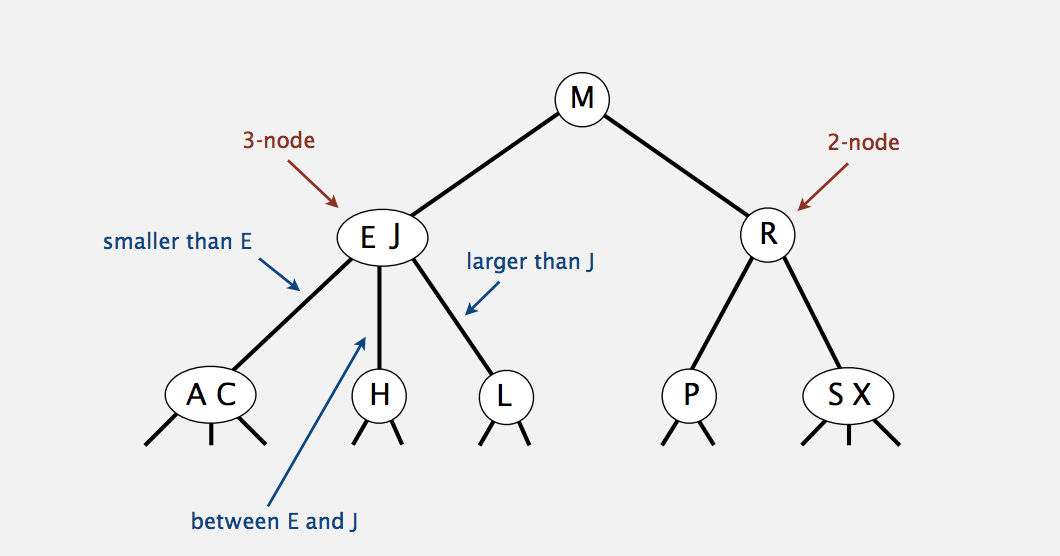 M
3-node
2-node
E J
R
smaller than E
larger than J
A C
H
L
P
S X
between E and J